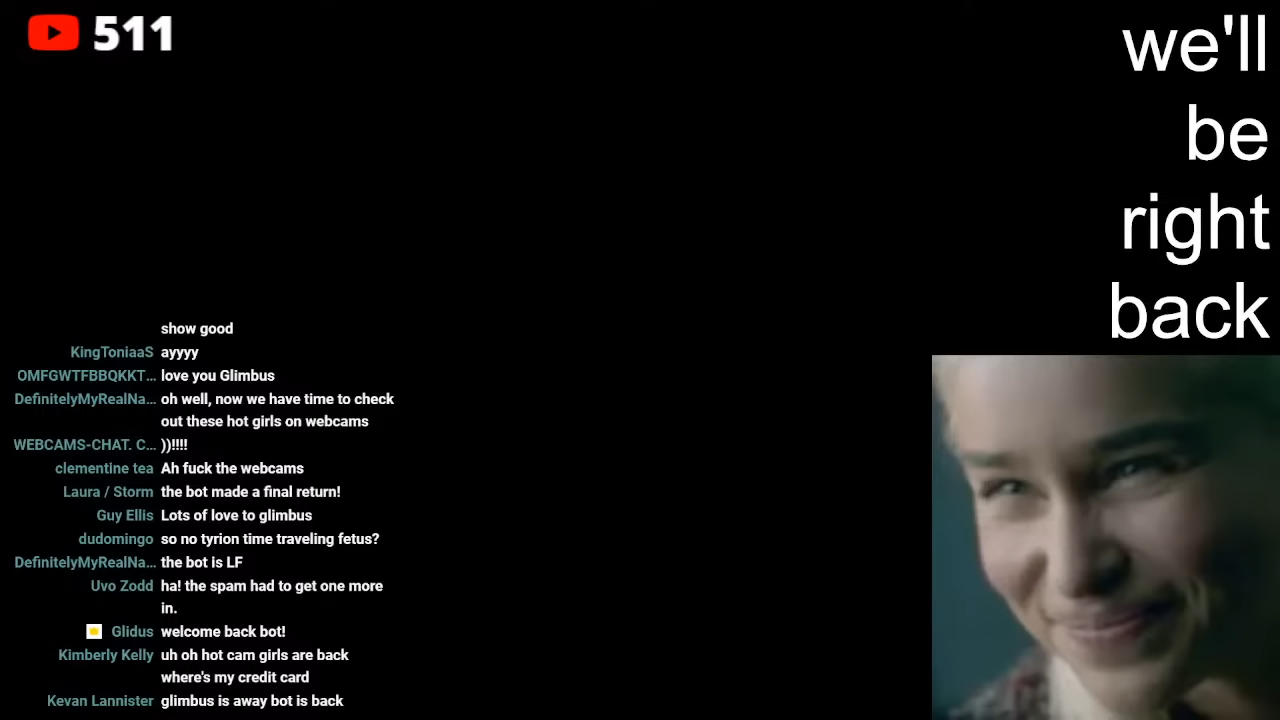 511
we'll
be
right
back
show good
KingToniaaS ayyyy
OMFGWTFBBQKKT... love you Glimbus
DefinitelyMyRealNa... oh well, now we have time to check
out these hot girls on webcams
WEBCAMS-CHAT. C... ))!!!!
clementine tea Ah fuck the webcams
Laura / Storm the bot made a final return!
Guy Ellis Lots of love to glimbus
dudomingo so no tyrion time traveling fetus?
DefinitelyMyRealNa... the bot is LF
Uvo Zodd ha! the spam had to get one more
in.
Glidus welcome back bot!
Kimberly Kelly uh oh hot cam girls are back
where's my credit card
Kevan Lannister glimbus is away bot is back